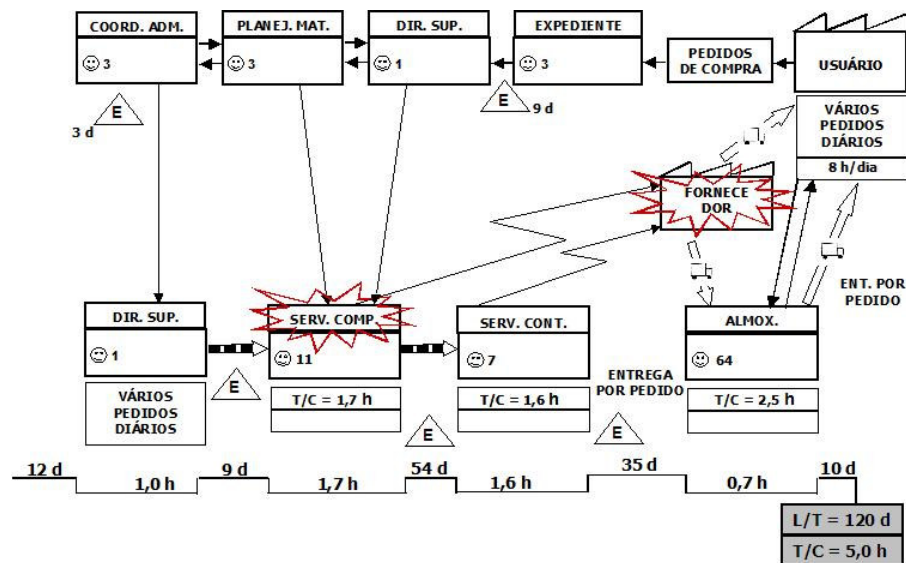 COORD. ADM.
3
PLANEJ. MAT.
3
DIR. SUP.
1
EXPEDIENTE
3
PEDIDOS
DE COMPRA
USUÁRIO
E
3 d
E
9 d
VÁRIOS
PEDIDOS
DIÁRIOS
8 h/dia
FORNECE
DOR
ENT. POR
PEDIDO
DIR. SUP.
1
VÁRIOS
PEDIDOS
DIÁRIOS
E
SERV. COMP.
11
T/C = 1,7 h
E
SERV. CONT.
7
T/C = 1,6 h
ENTREGA
POR PEDIDO
E
ALMOX.
64
T/C = 2,5 h
12 d
1,0 h
9 d
1,7 h
54 d
1,6 h
35 d
0,7 h
10 d
L/T = 120 d
T/C = 5,0 h